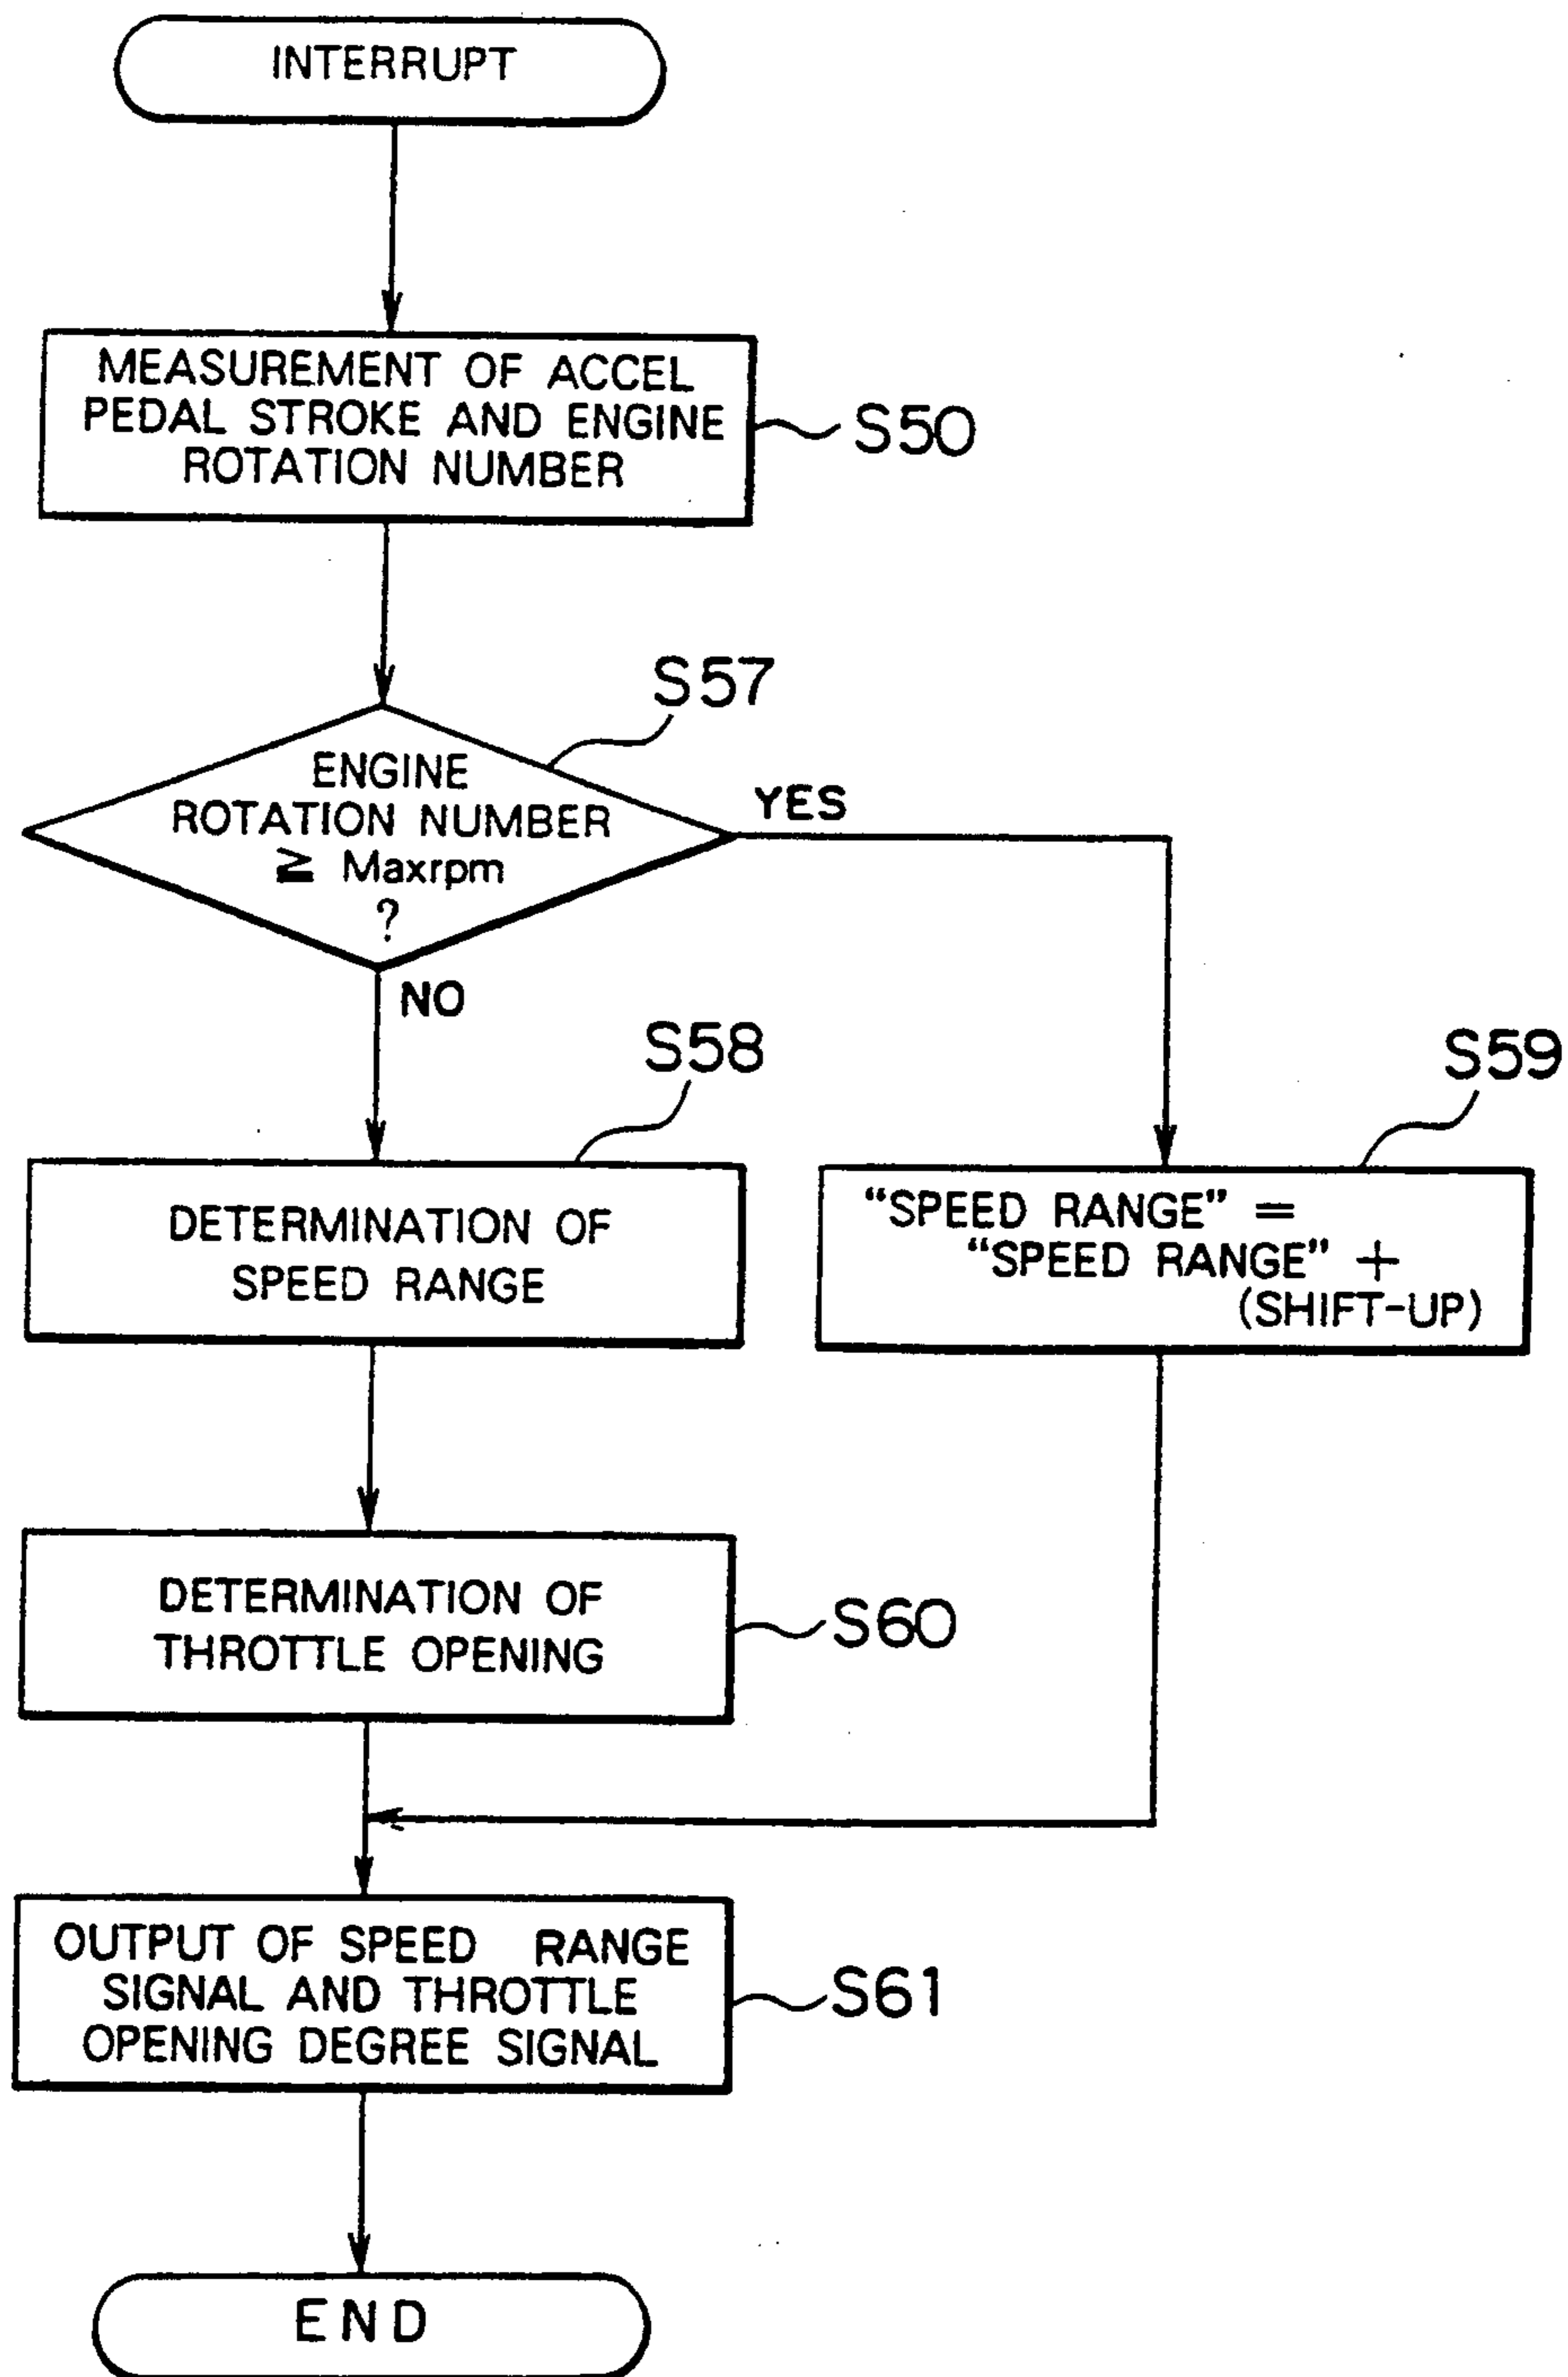 INTERRUPT
MEASUREMENT OF ACCEL
PEDAL STROKE AND ENGINE
ROTATION NUMBER
S50
S57
ENGINE
ROTATION NUMBER
≧ Maxrpm
?
YES
NO
S58
DETERMINATION OF
SPEED RANGE
S59
“SPEED RANGE” =
“SPEED RANGE” +
(SHIFT-UP)
DETERMINATION OF
THROTTLE OPENING
S60
OUTPUT OF SPEED RANGE
SIGNAL AND THROTTLE
OPENING DEGREE SIGNAL
S61
END